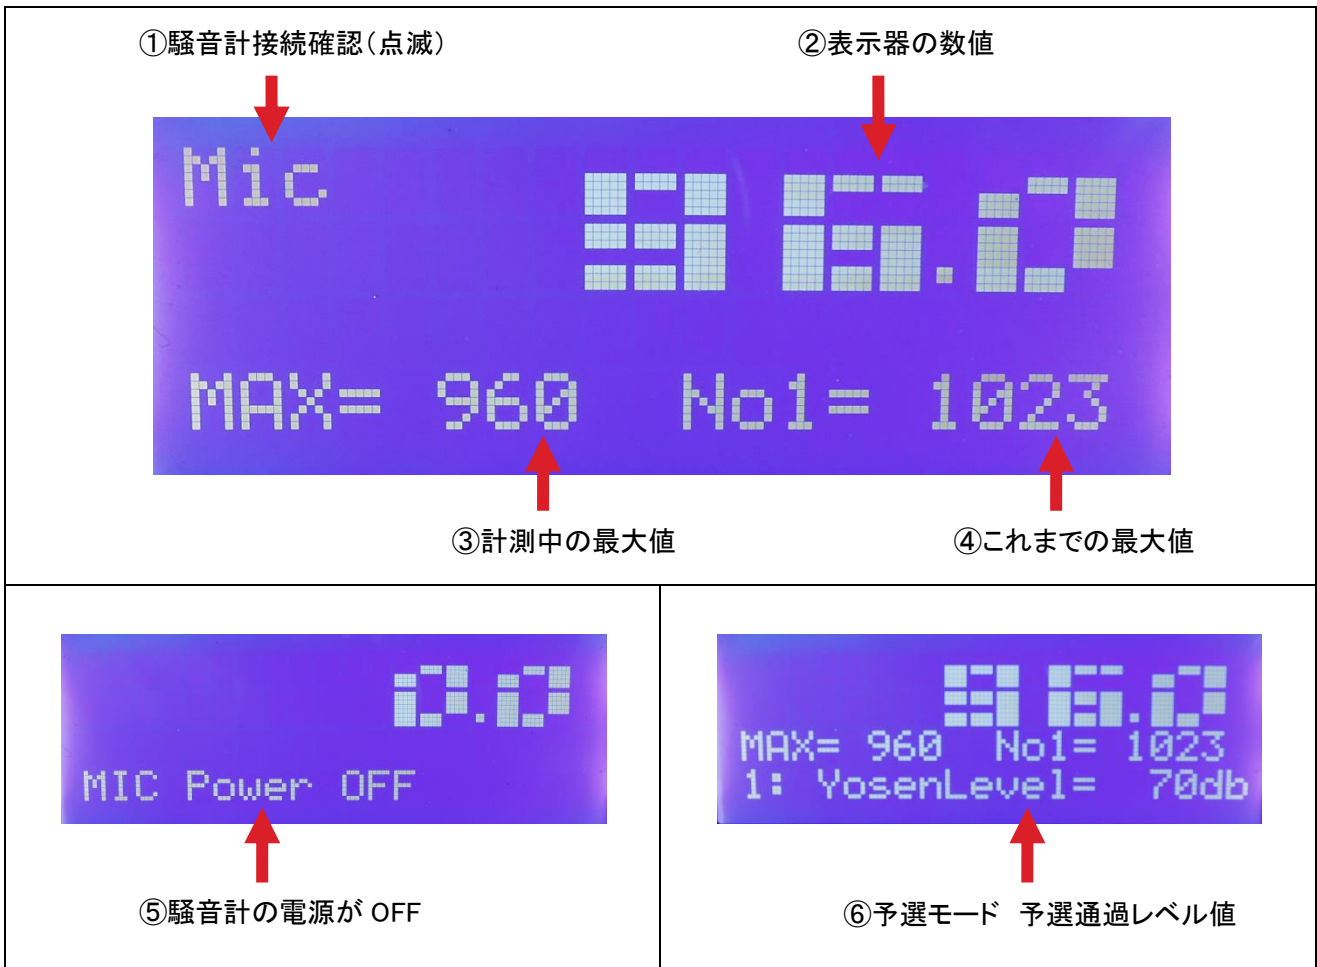 ①騒音計接続確認（点滅）
②表示器の数値
Mic
96.0
MAX= 960 No1= 1023
③計測中の最大値
④これまでの最大値
0.0
MIC Power OFF
⑤騒音計の電源が OFF
96.0
MAX= 960 No1= 1023
1: YosenLevel= 70db
⑥予選モード 予選通過レベル値